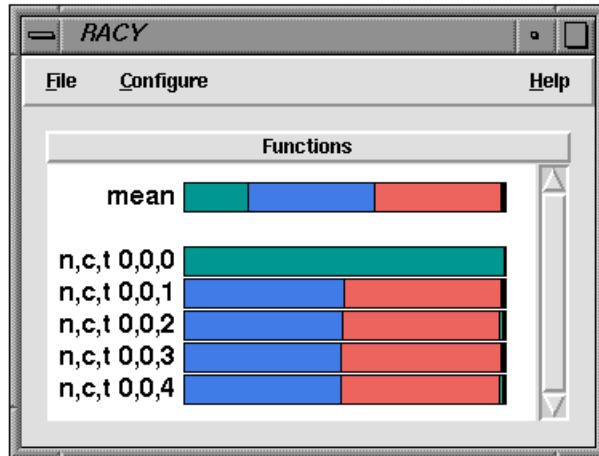 RACY
File Configure Help
Functions
mean
n,c,t 0,0,0
n,c,t 0,0,1
n,c,t 0,0,2
n,c,t 0,0,3
n,c,t 0,0,4